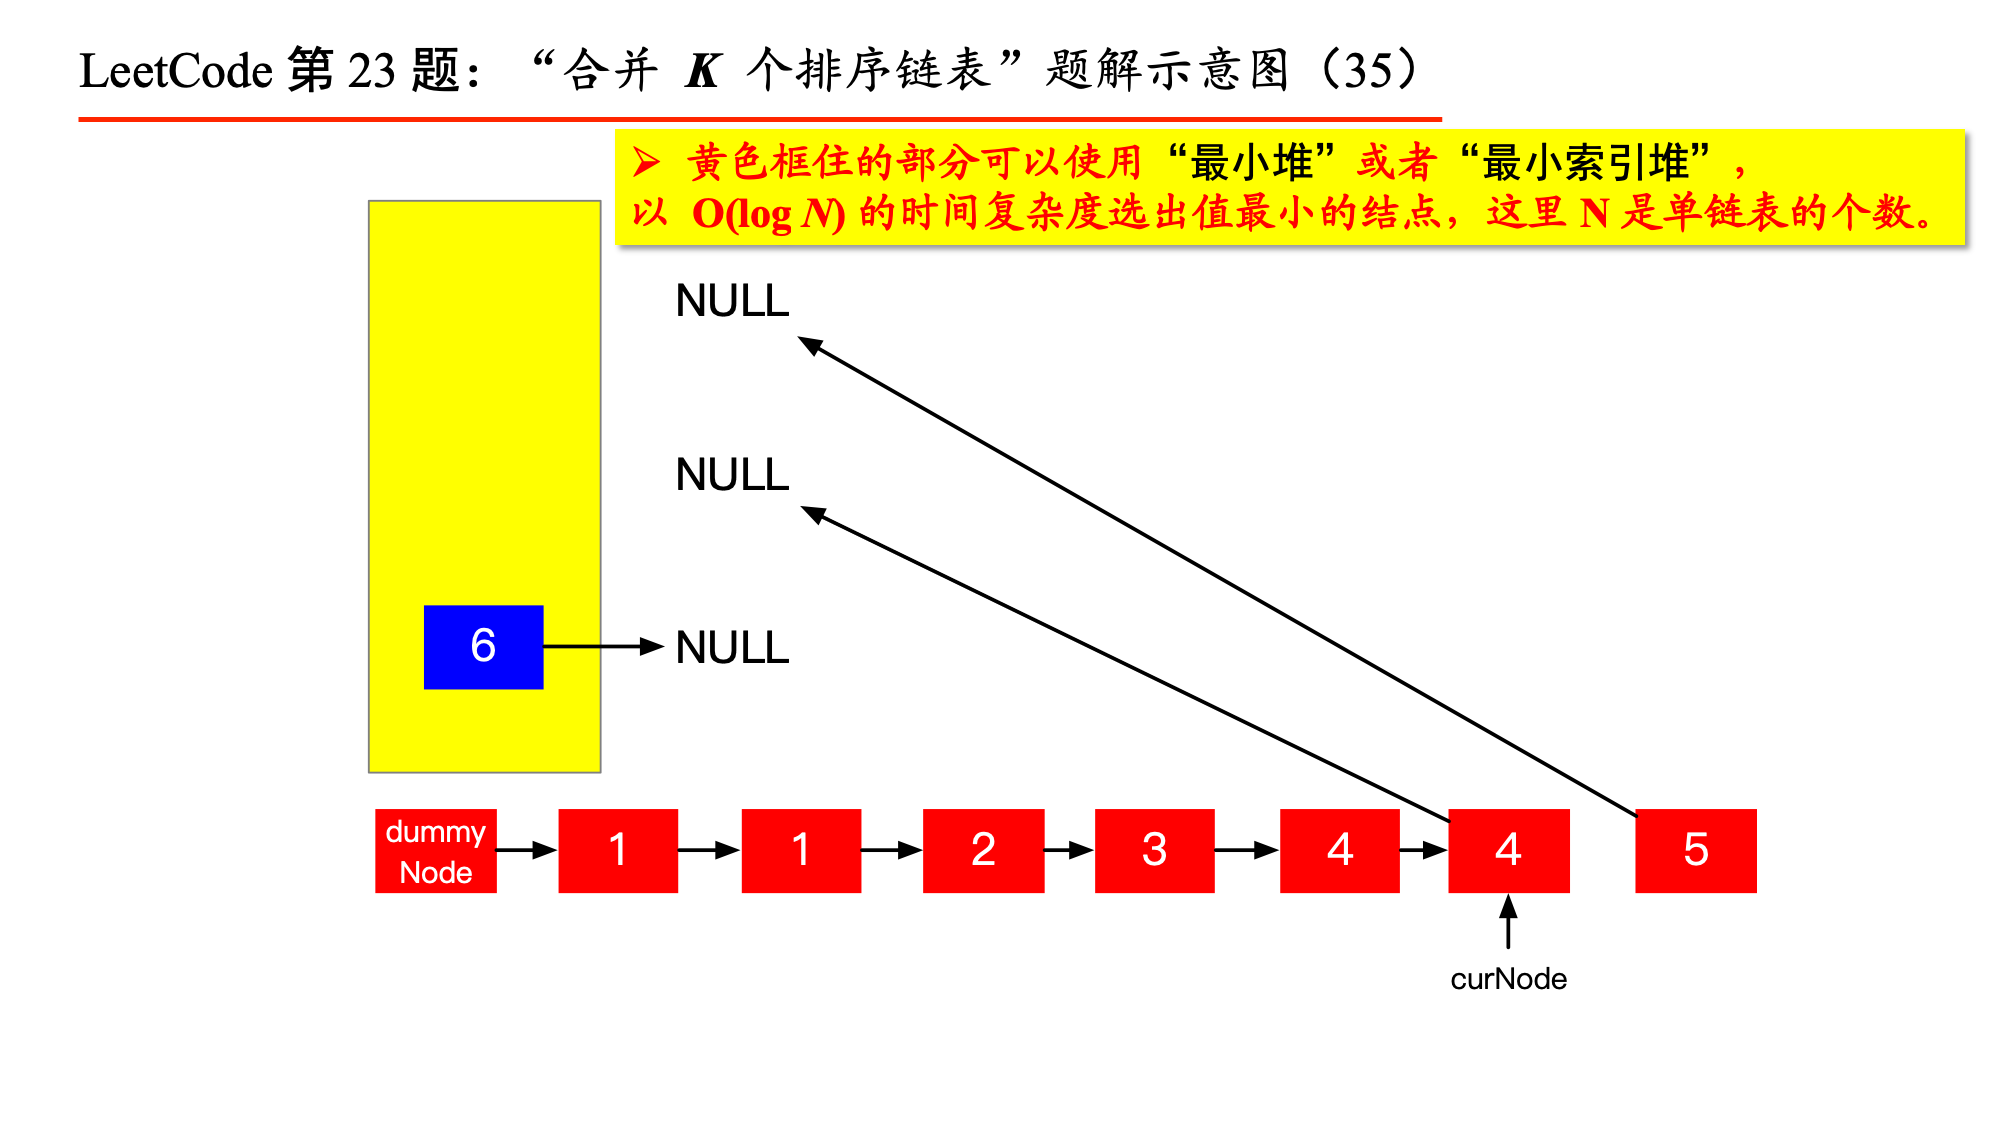 LeetCode 第 23 题：“合并 K 个排序链表”题解示意图（35）
➢ 黄色框住的部分可以使用“最小堆”或者“最小索引堆”，
以 O(log N) 的时间复杂度选出值最小的结点，这里 N 是单链表的个数。
NULL
NULL
6 NULL
dummy
Node
1 1 2 3 4 4 5
curNode